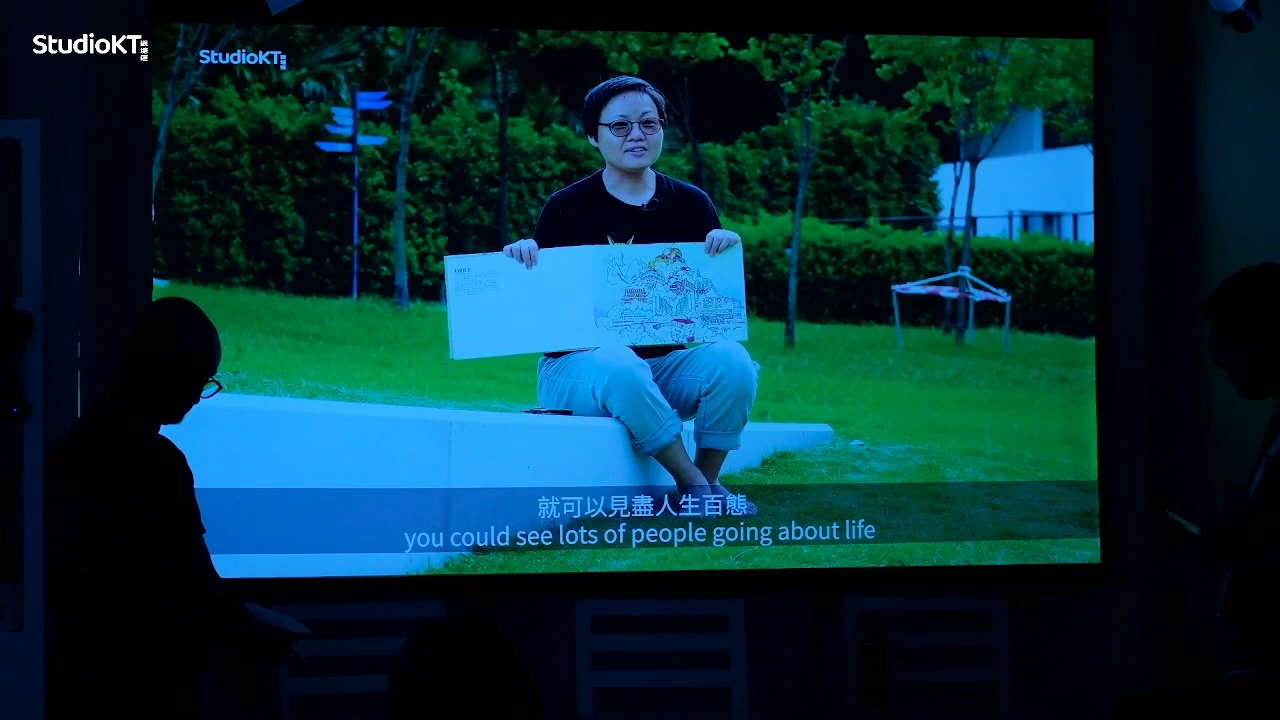 StudioKT
StudioKT
就可以見盡人生百態
you could see lots of people going about life